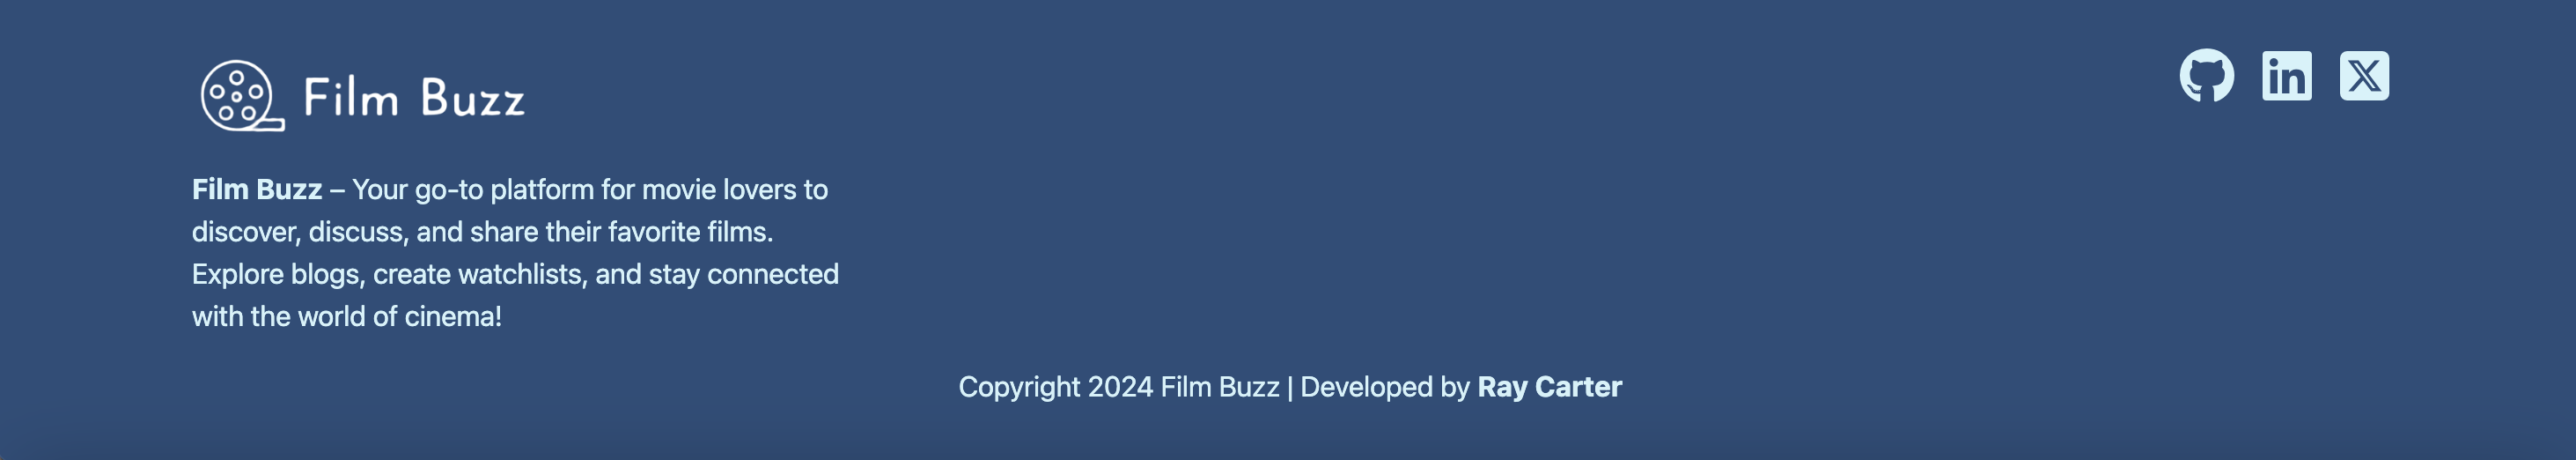 Film Buzz
Film Buzz – Your go-to platform for movie lovers to
discover, discuss, and share their favorite films.
Explore blogs, create watchlists, and stay connected
with the world of cinema!
Copyright 2024 Film Buzz | Developed by Ray Carter